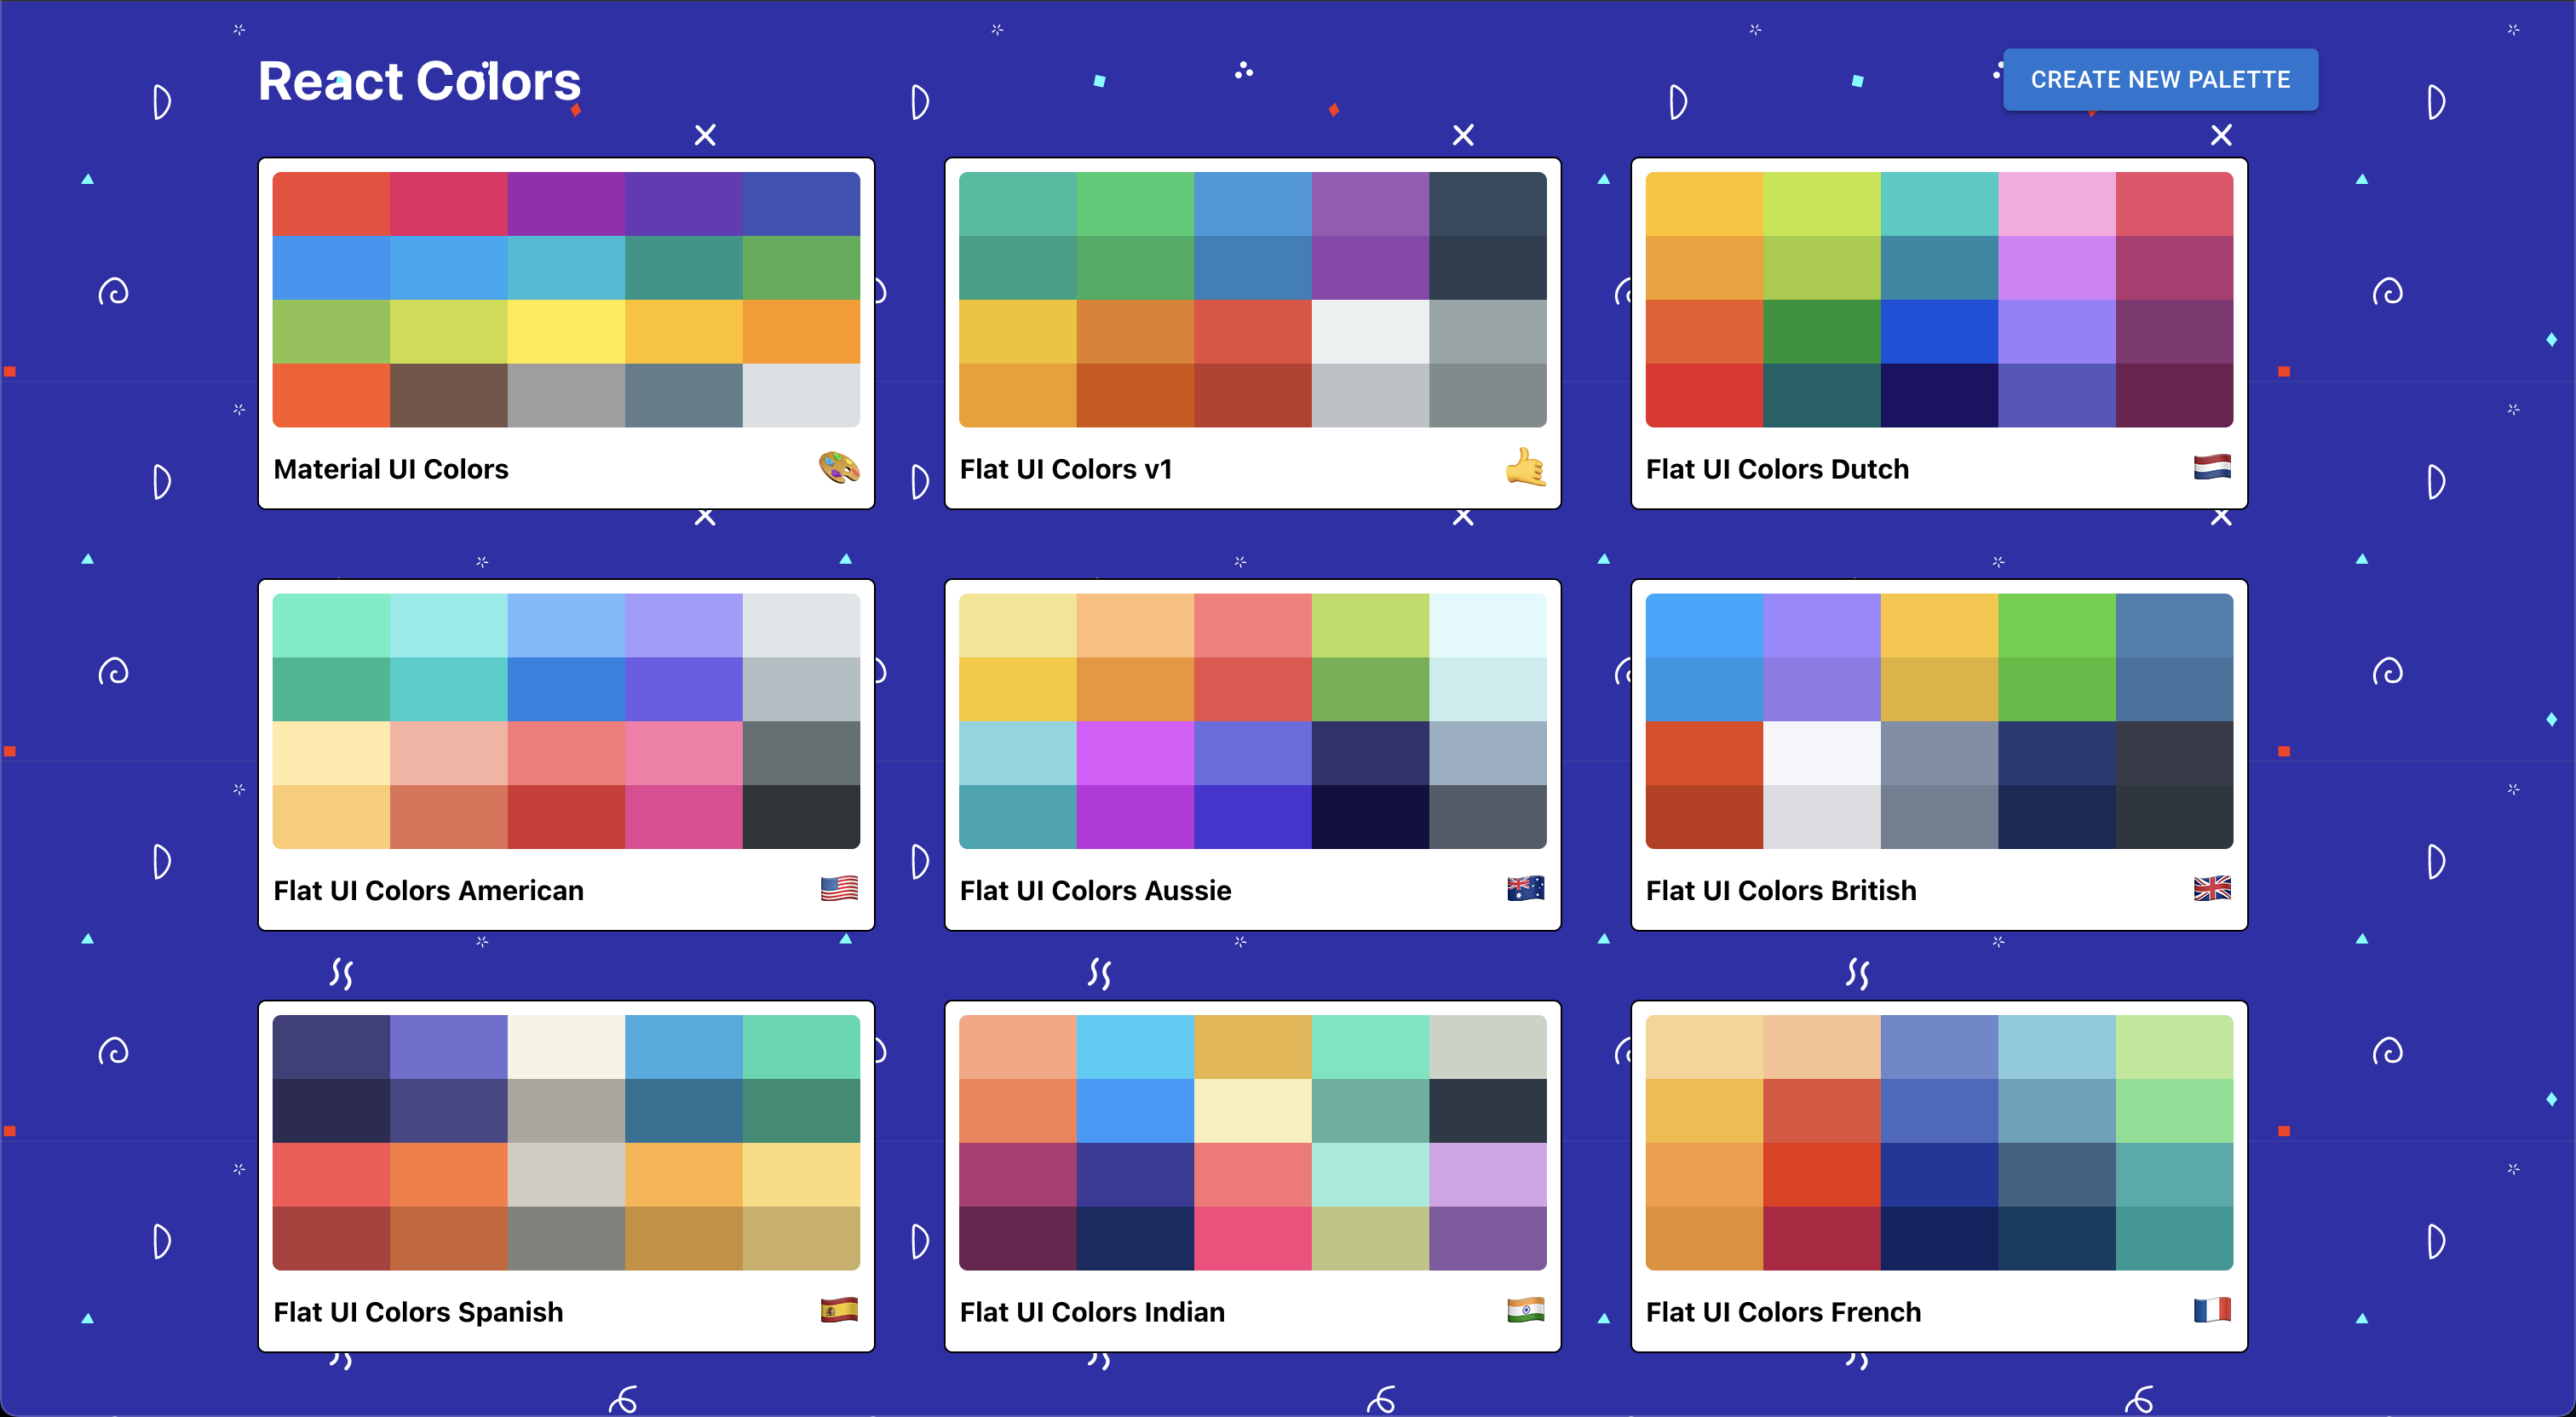 React Colors
CREATE NEW PALETTE
Material UI Colors
Flat UI Colors v1
Flat UI Colors Dutch
Flat UI Colors American
Flat UI Colors Aussie
Flat UI Colors British
Flat UI Colors Spanish
Flat UI Colors Indian
Flat UI Colors French